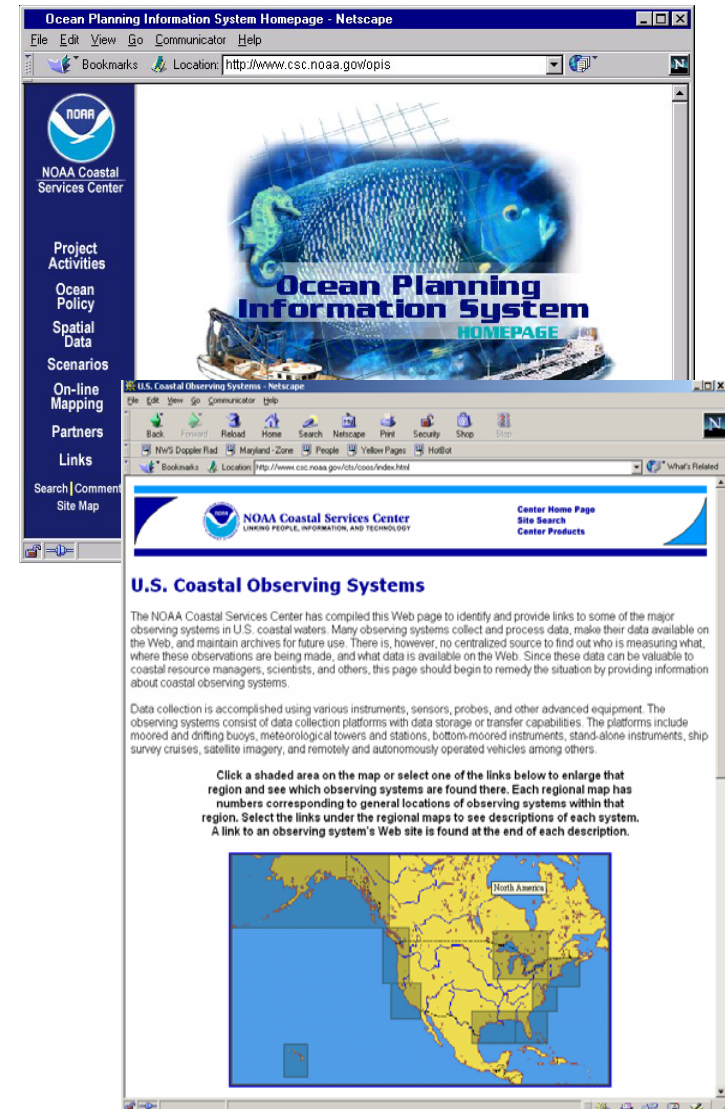 Ocean Planning Information System Homepage - Netscape
File Edit View Go Communicator Help
Bookmarks Location: http://www.csc.noaa.gov/opis
N
NOAA
NOAA Coastal
Services Center
Project
Activities
Ocean
Policy
Spatial
Data
Scenarios
On-line
Mapping
Partners
Links
Search | Comment
Site Map
Ocean Planning
Information System
HOMEPAGE
U.S. Coastal Observing Systems - Netscape
File Edit View Go Communicator Help
Back Forward Reload Home Search Netscape Print Security Shop Stop
N
NWS Doppler Rad Maryland - Zone People Yellow Pages HotBot
Bookmarks Location: http://www.csc.noaa.gov/cts/coos/index.html What's Related
NOAA Coastal Services Center
LINKING PEOPLE, INFORMATION, AND TECHNOLOGY
Center Home Page
Site Search
Center Products
U.S. Coastal Observing Systems
The NOAA Coastal Services Center has compiled this Web page to identify and provide links to some of the major
observing systems in U.S. coastal waters. Many observing systems collect and process data, make their data available on
the Web, and maintain archives for future use. There is, however, no centralized source to find out who is measuring what,
where these observations are being made, and what data is available on the Web. Since these data can be valuable to
coastal resource managers, scientists, and others, this page should begin to remedy the situation by providing information
about coastal observing systems.
Data collection is accomplished using various instruments, sensors, probes, and other advanced equipment. The
observing systems consist of data collection platforms with data storage or transfer capabilities. The platforms include
moored and drifting buoys, meteorological towers and stations, bottom-moored instruments, stand-alone instruments, ship
survey cruises, satellite imagery, and remotely and autonomously operated vehicles among others.
Click a shaded area on the map or select one of the links below to enlarge that
region and see which observing systems are found there. Each regional map has
numbers corresponding to general locations of observing systems within that
region. Select the links under the regional maps to see descriptions of each system.
A link to an observing system's Web site is found at the end of each description.
North America